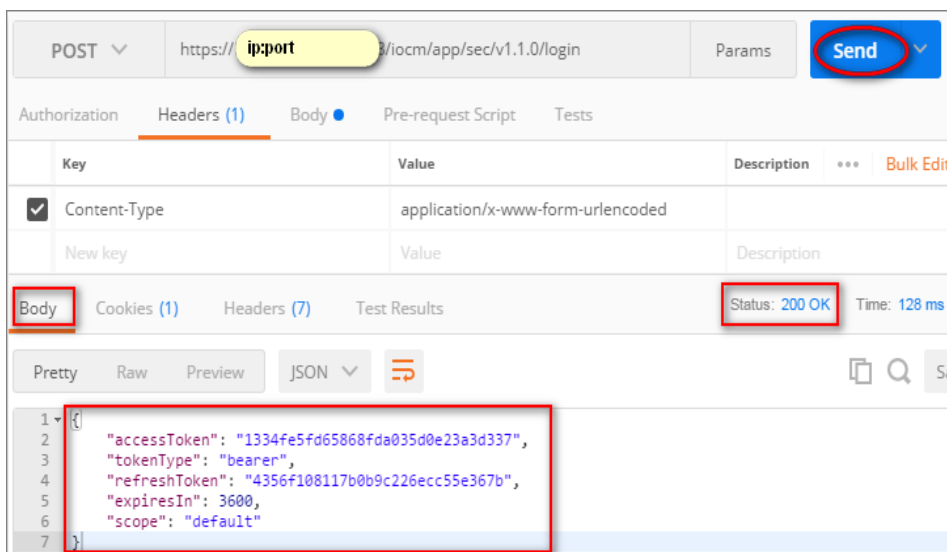 POST https:// ip:port 3/iocm/app/sec/v1.1.0/login Params Send
Authorization Headers (1) Body Pre-request Script Tests
Key Value Description ••• Bulk Edit
Content-Type application/x-www-form-urlencoded
New key Value Description
Body Cookies (1) Headers (7) Test Results Status: 200 OK Time: 128 ms
Pretty Raw Preview JSON
1 {
2 "accessToken": "1334fe5fd65868fda035d0e23a3d337",
3 "tokenType": "bearer",
4 "refreshToken": "4356f108117b0b9c226ecc55e367b",
5 "expiresIn": 3600,
6 "scope": "default"
7 }